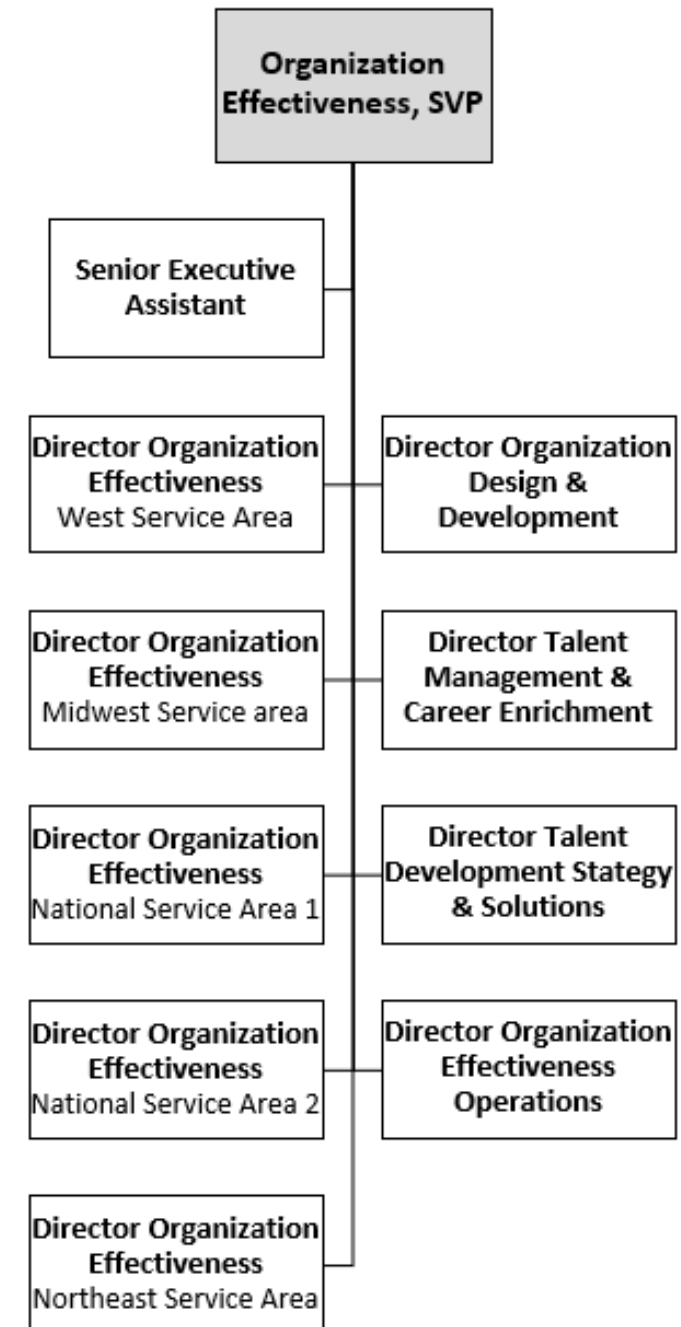 Organization
Effectiveness, SVP
Senior Executive
Assistant
Director Organization
Effectiveness
West Service Area
Director Organization
Design &
Development
Director Organization
Effectiveness
Midwest Service area
Director Talent
Management &
Career Enrichment
Director Organization
Effectiveness
National Service Area 1
Director Talent
Development Stategy
& Solutions
Director Organization
Effectiveness
National Service Area 2
Director Organization
Effectiveness
Operations
Director Organization
Effectiveness
Northeast Service Area